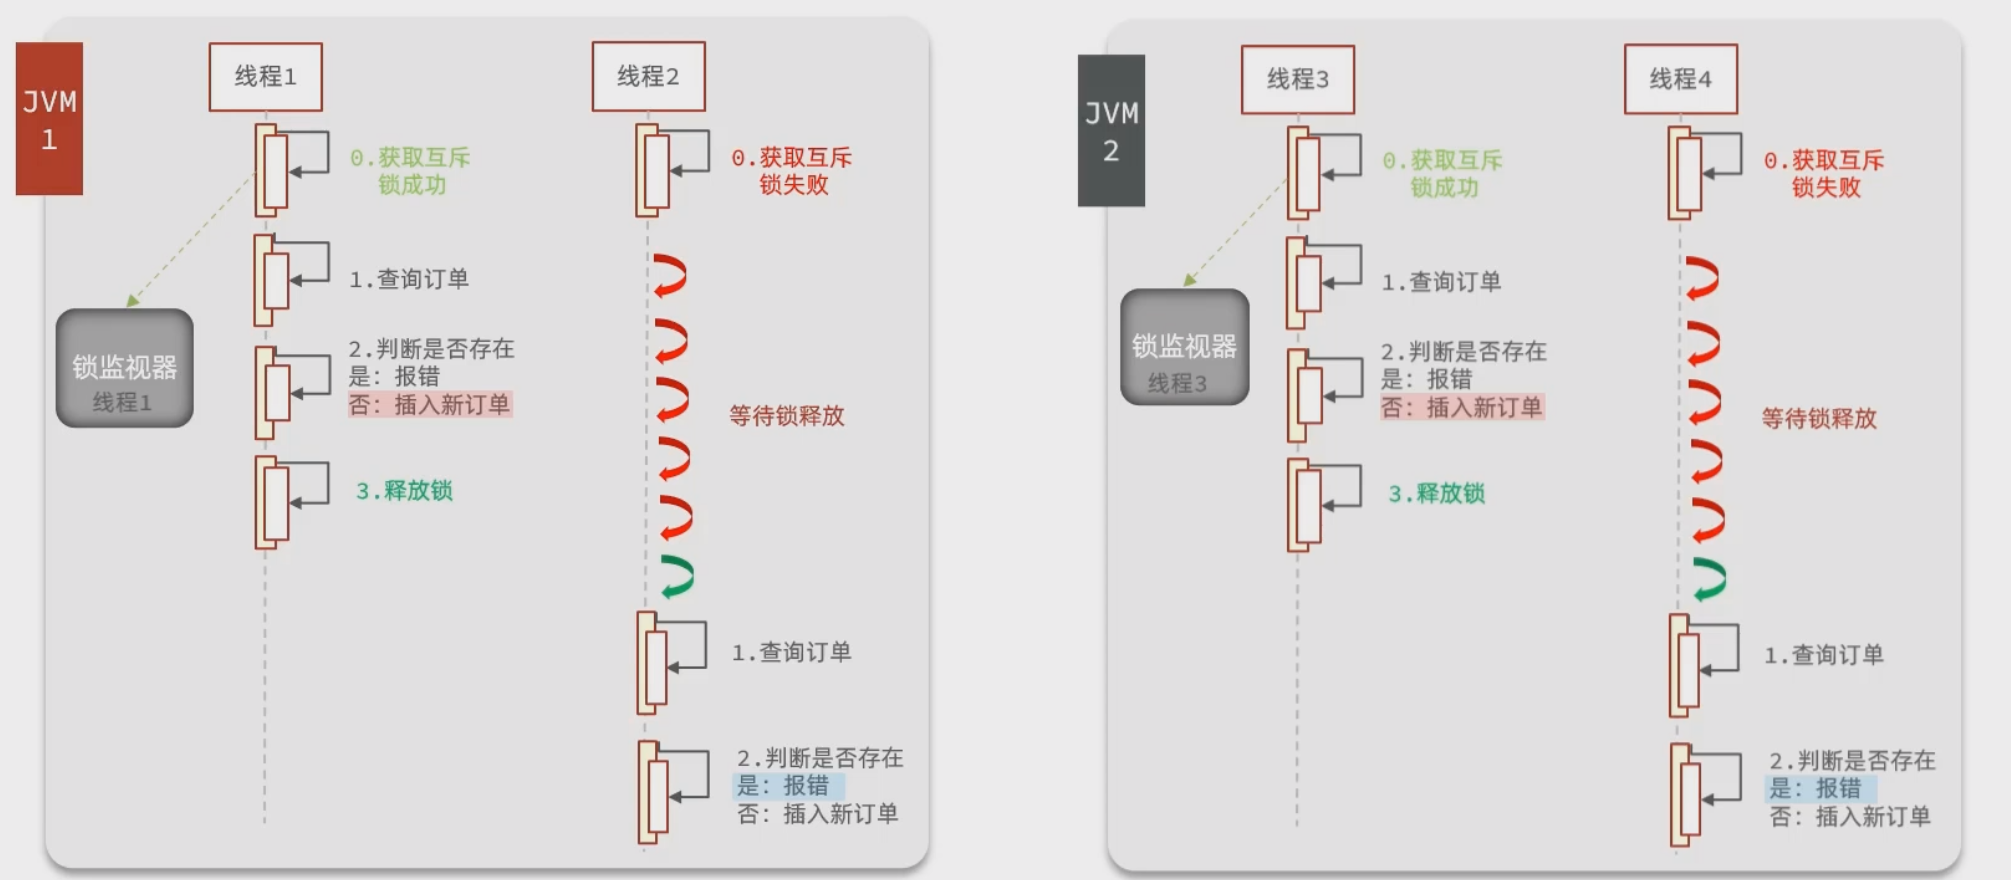 JVM
1
线程1
0.获取互斥
锁成功
1.查询订单
2.判断是否存在
是：报错
否：插入新订单
3.释放锁
锁监视器
线程1
线程2
0.获取互斥
锁失败
等待锁释放
1.查询订单
2.判断是否存在
是：报错
否：插入新订单
JVM
2
线程3
0.获取互斥
锁成功
1.查询订单
2.判断是否存在
是：报错
否：插入新订单
3.释放锁
锁监视器
线程3
线程4
0.获取互斥
锁失败
等待锁释放
1.查询订单
2.判断是否存在
是：报错
否：插入新订单